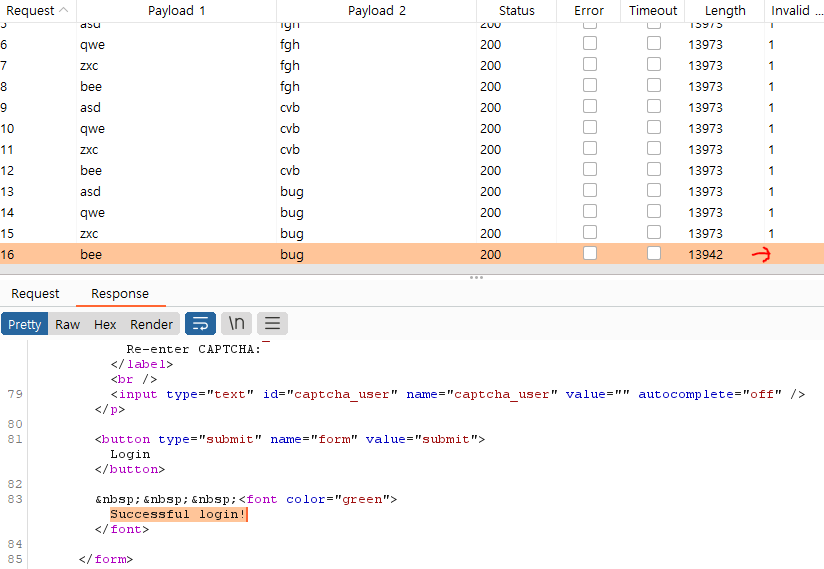 Request Payload 1 Payload 2 Status Error Timeout Length Invalid ...
5 asd fgh 200 13973 1
6 qwe fgh 200 13973 1
7 zxc fgh 200 13973 1
8 bee fgh 200 13973 1
9 asd cvb 200 13973 1
10 qwe cvb 200 13973 1
11 zxc cvb 200 13973 1
12 bee cvb 200 13973 1
13 asd bug 200 13973 1
14 qwe bug 200 13973 1
15 zxc bug 200 13973 1
16 bee bug 200 13942
Request Response
Pretty Raw Hex Render \n
Re-enter CAPTCHA:
</label>
<br />
79 <input type="text" id="captcha_user" name="captcha_user" value="" autocomplete="off" />
</p>
80
81 <button type="submit" name="form" value="submit">
Login
</button>
82
83 &nbsp;&nbsp;&nbsp;<font color="green">
Successful login!
</font>
84
85 </form>